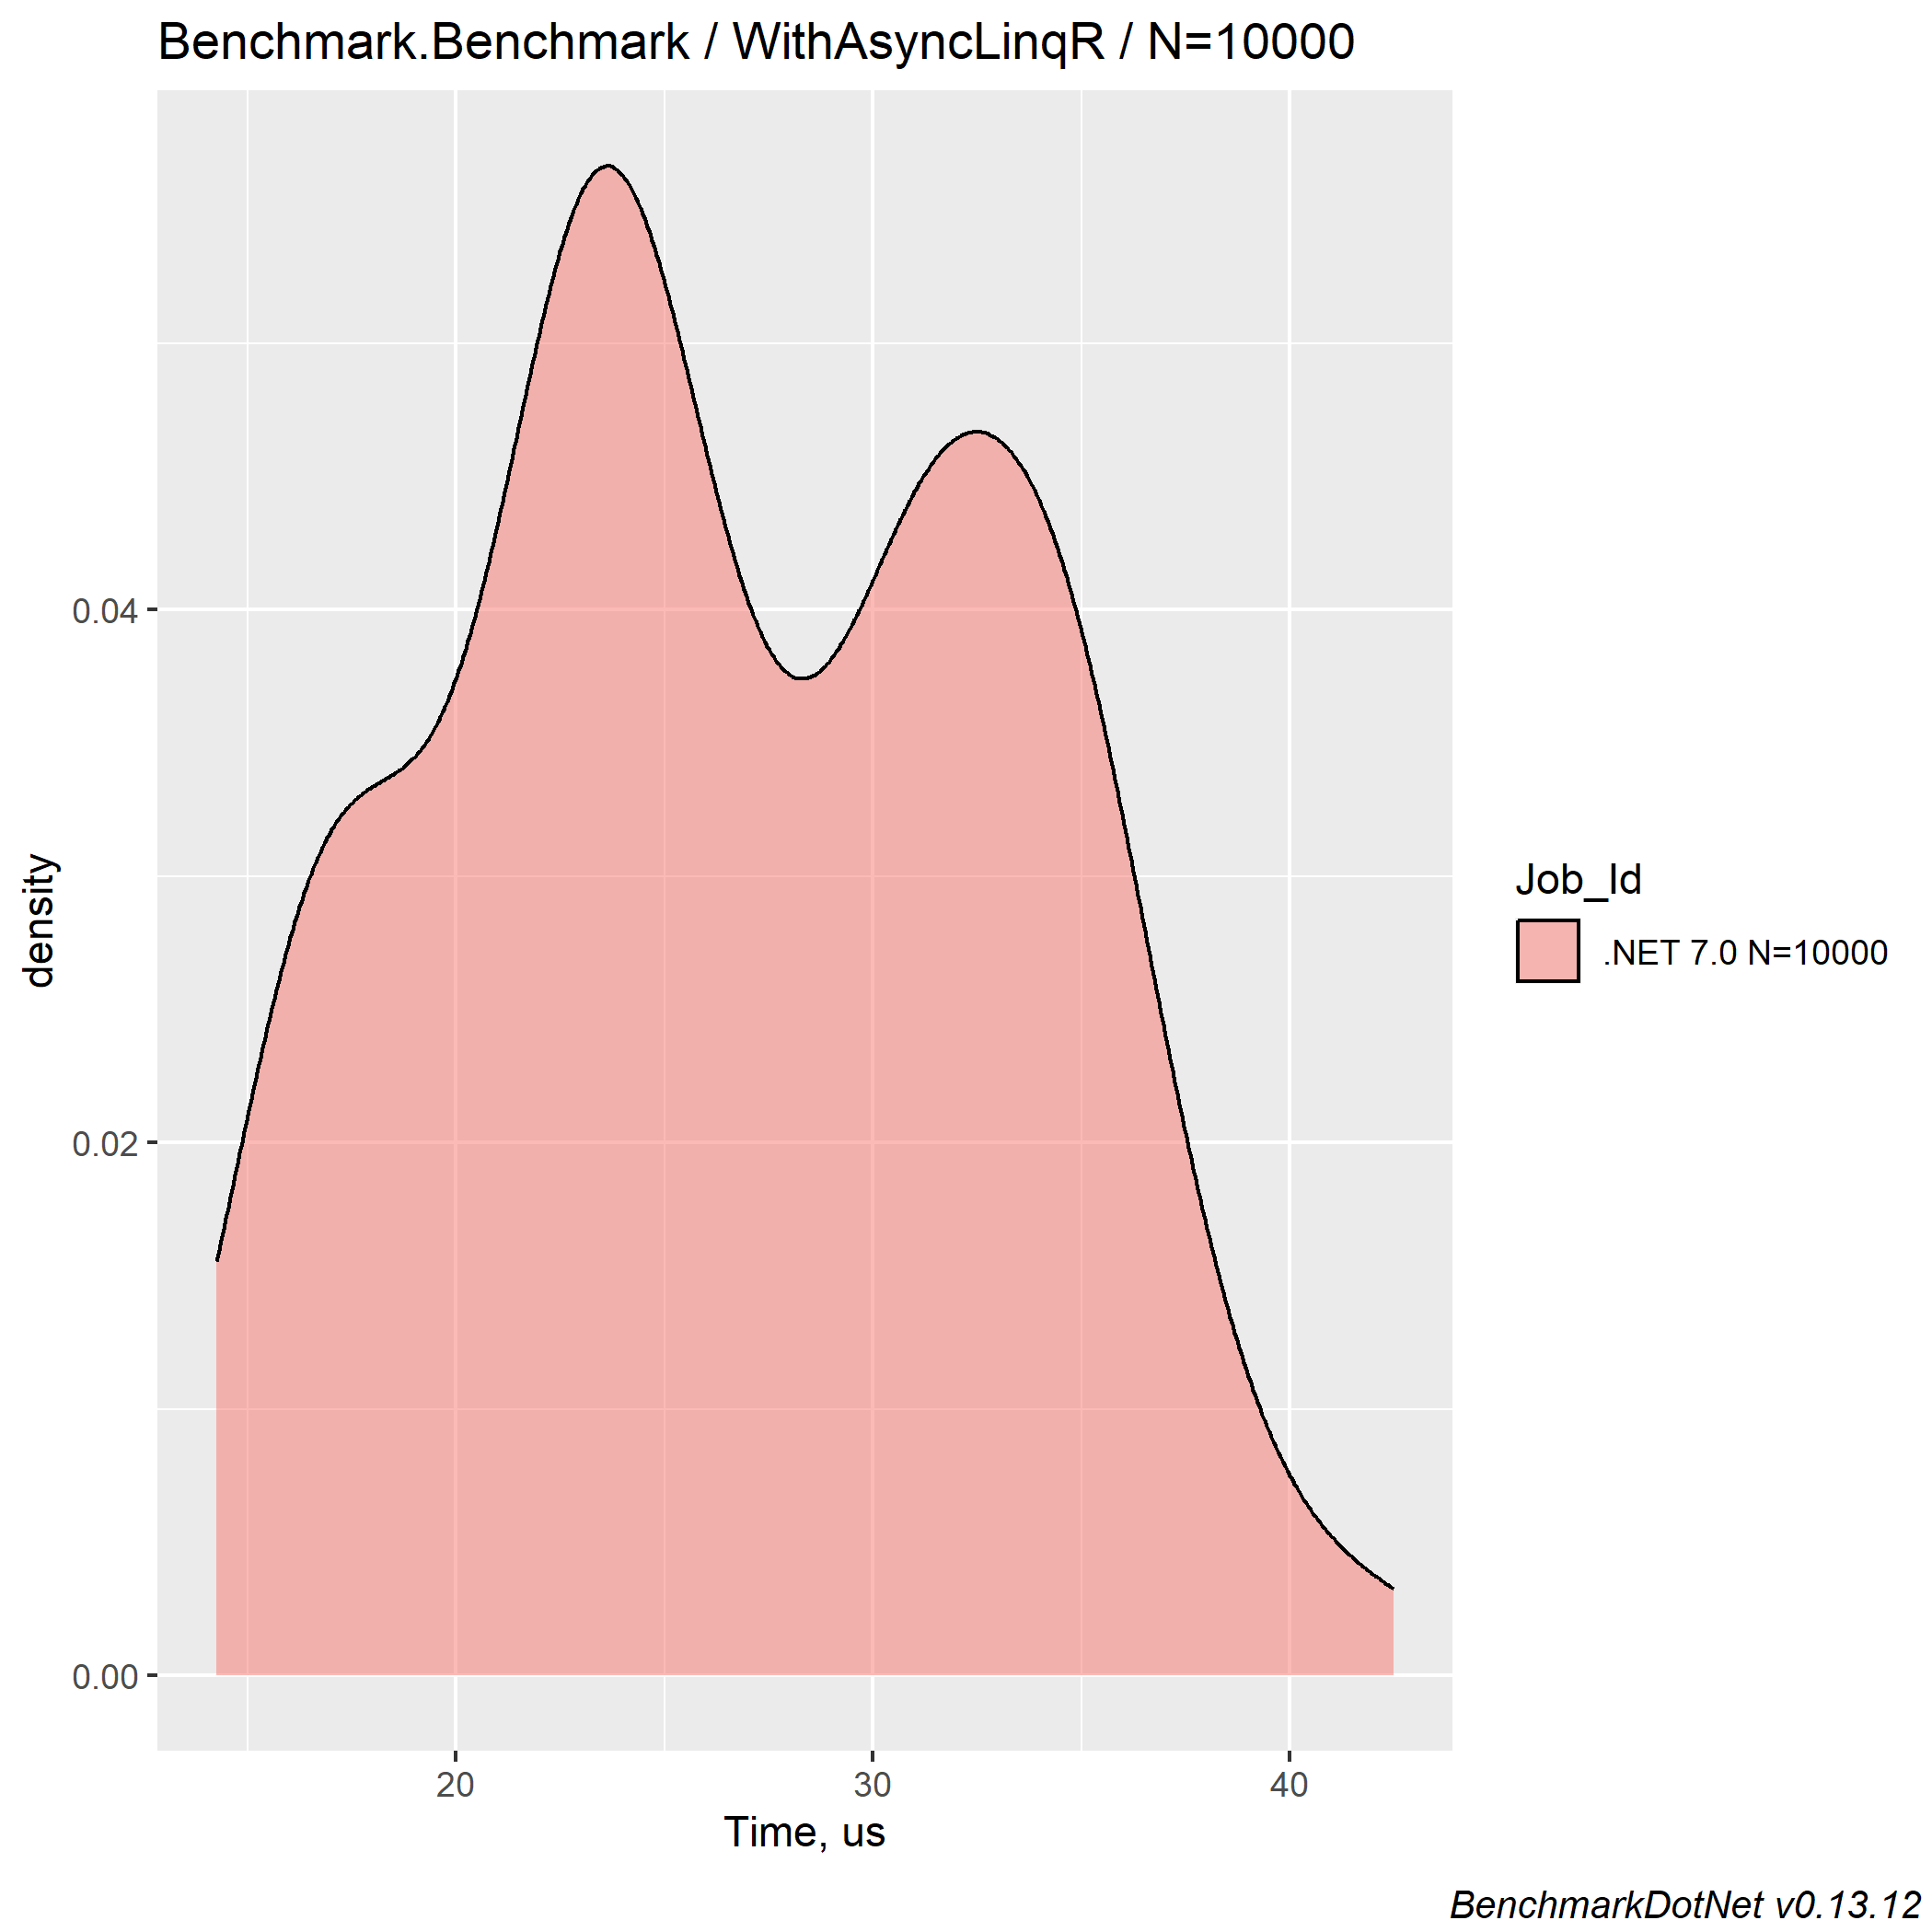 Benchmark.Benchmark / WithAsyncLinqR / N=10000
density
0.04
0.02
0.00
20 30 40
Time, us
Job_Id
.NET 7.0 N=10000
BenchmarkDotNet v0.13.12